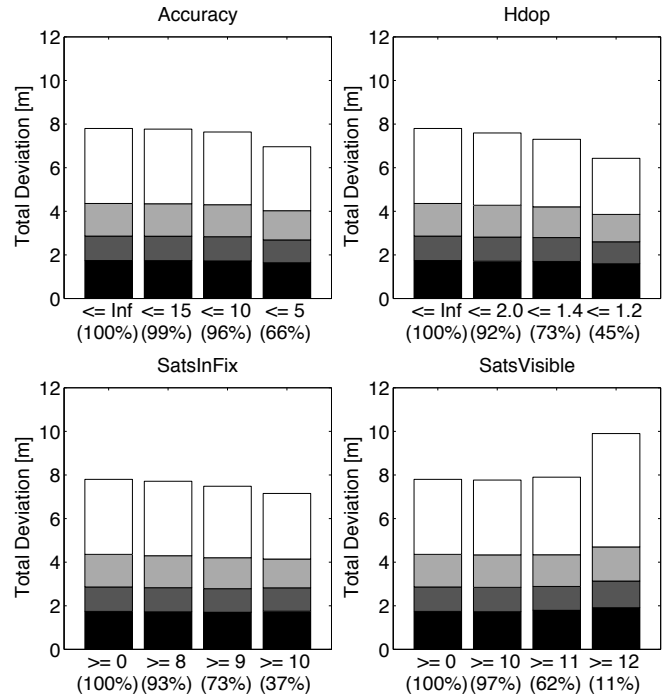 Accuracy
Total Deviation [m]
12
10
8
6
4
2
0
<= Inf <= 15 <= 10 <= 5
(100%) (99%) (96%) (66%)
Hdop
Total Deviation [m]
12
10
8
6
4
2
0
<= Inf <= 2.0 <= 1.4 <= 1.2
(100%) (92%) (73%) (45%)
SatsInFix
Total Deviation [m]
12
10
8
6
4
2
0
>= 0 >= 8 >= 9 >= 10
(100%) (93%) (73%) (37%)
SatsVisible
Total Deviation [m]
12
10
8
6
4
2
0
>= 0 >= 10 >= 11 >= 12
(100%) (97%) (62%) (11%)